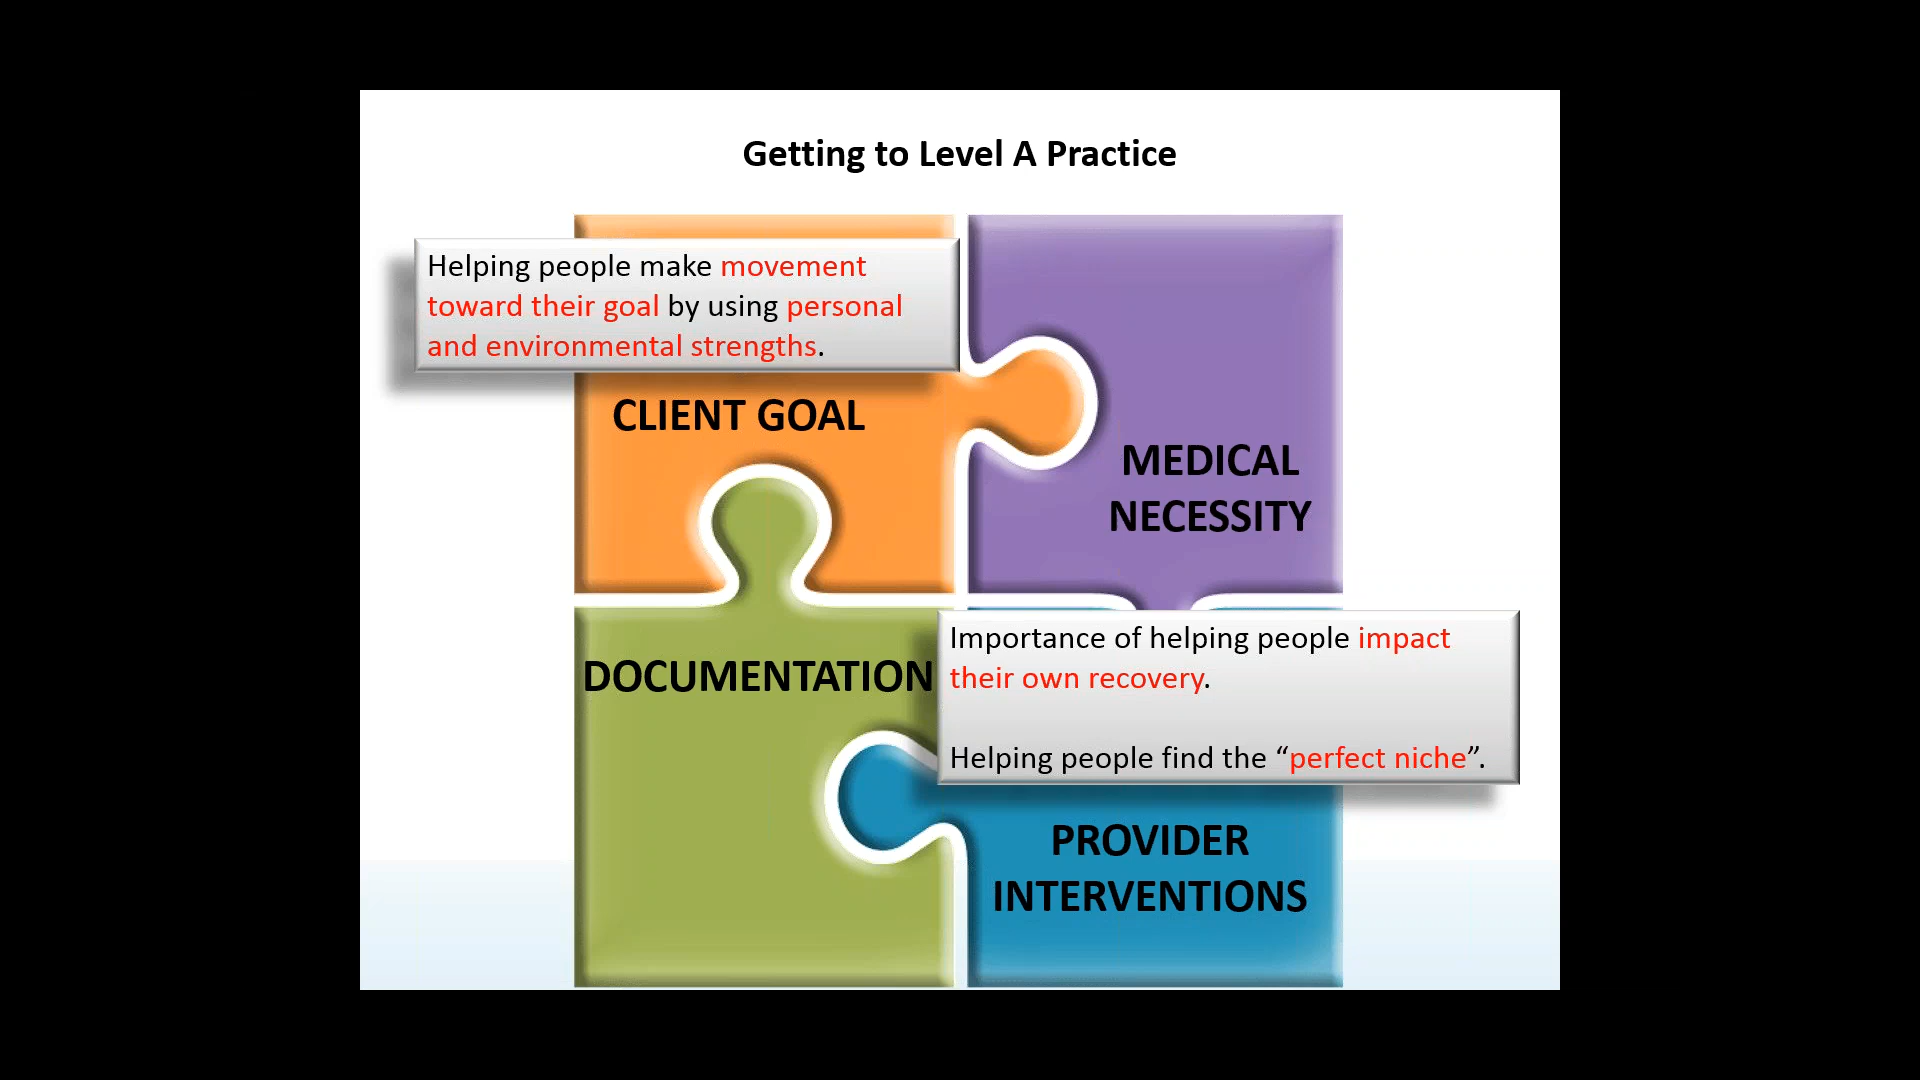 Getting to Level A Practice
Helping people make movement
toward their goal by using personal
and environmental strengths.
CLIENT GOAL
MEDICAL
NECESSITY
DOCUMENTATION
Importance of helping people impact
their own recovery.
Helping people find the “perfect niche”.
PROVIDER
INTERVENTIONS